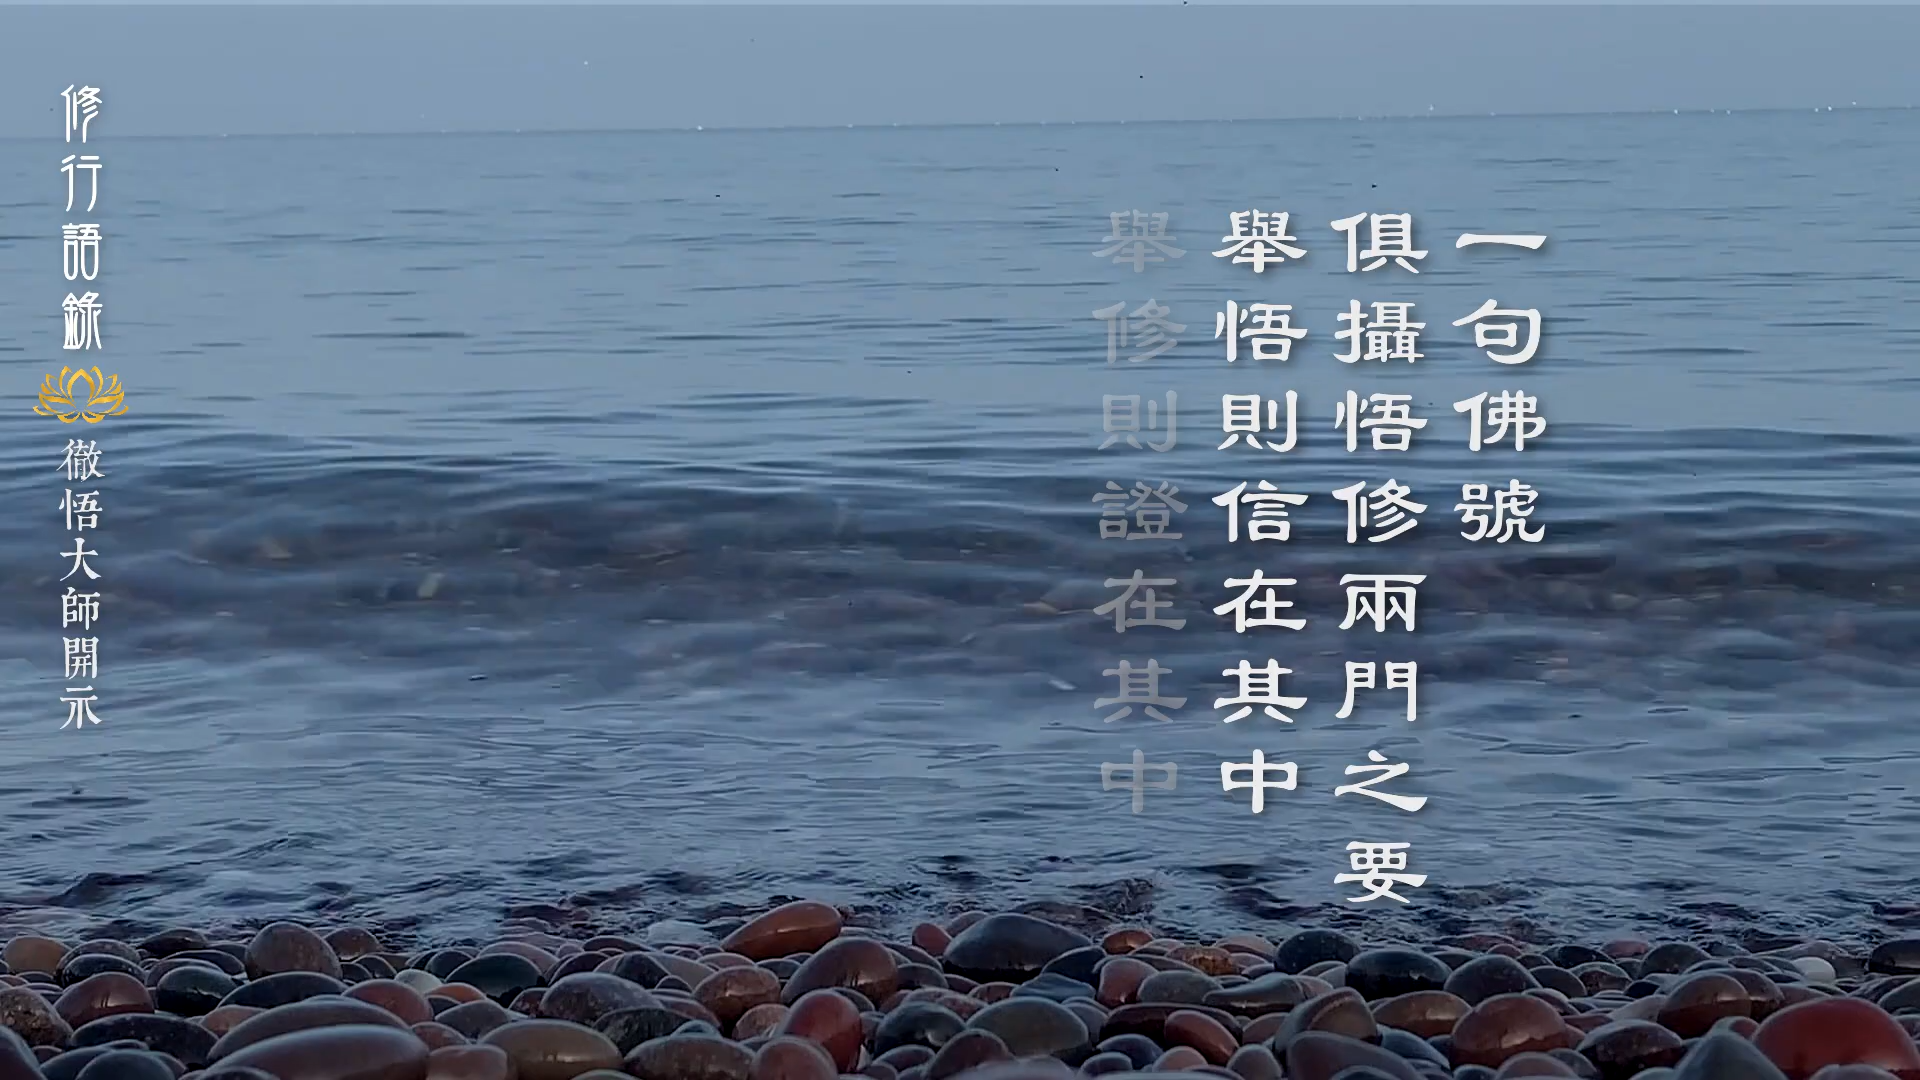 一句佛號
俱攝悟修兩門之要
舉悟則信在其中
舉修則證在其中
修行語錄
徹悟大師開示